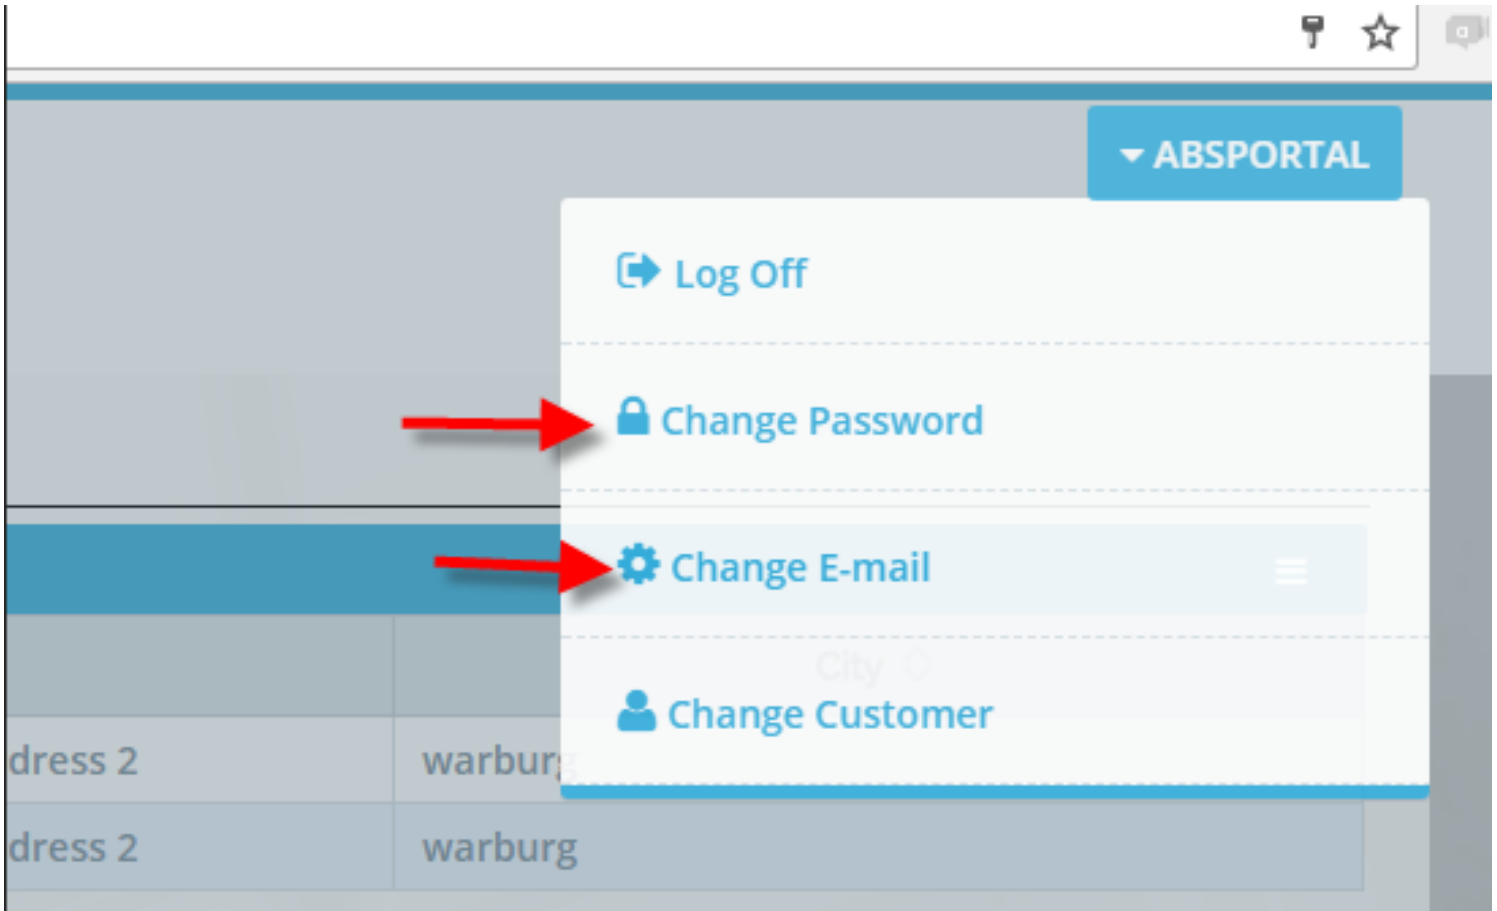 ABSPORTAL
Log Off
Change Password
Change E-mail
City
Change Customer
dress 2 warburg
dress 2 warburg